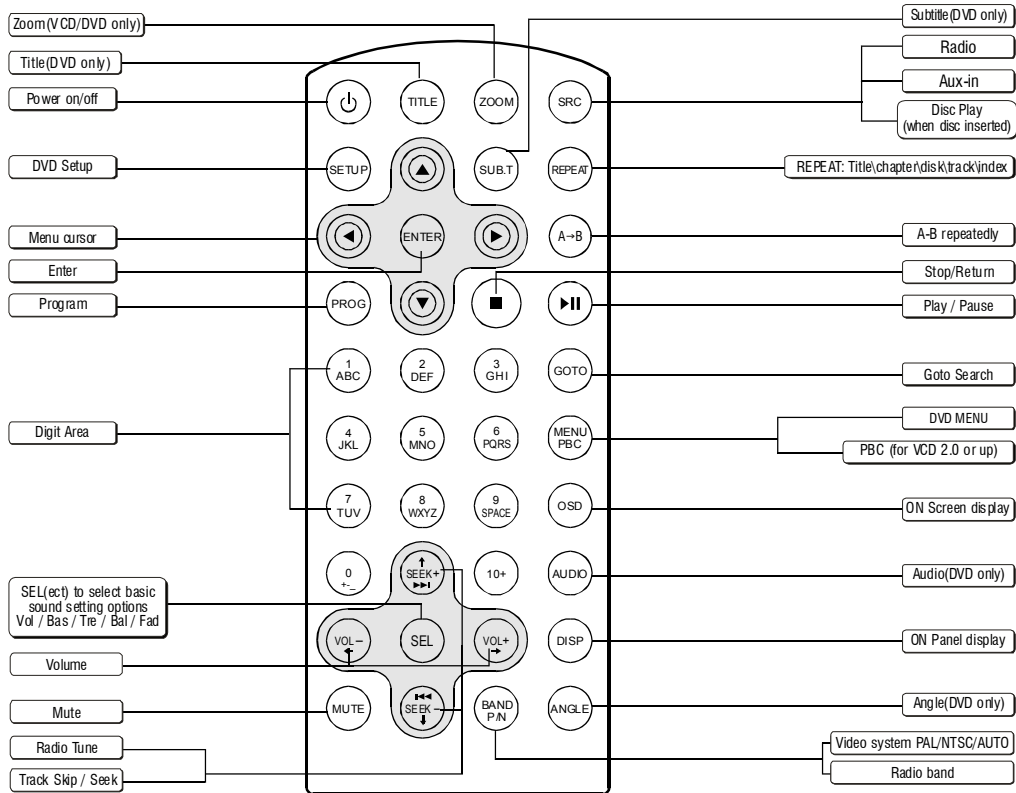 Zoom(VCD/DVD only)
Title(DVD only)
Power on/off
DVD Setup
Menu cursor
Enter
Program
Digit Area
SEL(ect) to select basic
sound setting options
Vol / Bas / Tre / Bal / Fad
Volume
Mute
Radio Tune
Track Skip / Seek
TITLE
ZOOM
SRC
SETUP
SUB.T
REPEAT
ENTER
A→B
PROG
1
ABC
2
DEF
3
GHI
GOTO
4
JKL
5
MNO
6
PQRS
MENU
PBC
7
TUV
8
WXYZ
9
SPACE
OSD
0
+-_
SEEK+
10+
AUDIO
VOL-
SEL
VOL+
DISP
MUTE
SEEK-
BAND
P/N
ANGLE
Subtitle(DVD only)
Radio
Aux-in
Disc Play
(when disc inserted)
REPEAT: Title\chapter\disk\track\index
A-B repeatedly
Stop/Return
Play / Pause
Goto Search
DVD MENU
PBC (for VCD 2.0 or up)
ON Screen display
Audio(DVD only)
ON Panel display
Angle(DVD only)
Video system PAL/NTSC/AUTO
Radio band